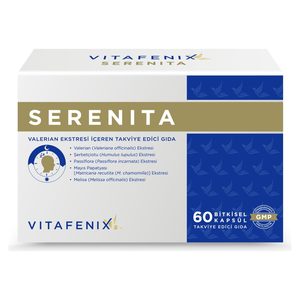 VITAFENIX
SERENITA
SERENITA
VALERIAN EKSTRESİ İÇEREN TAKVİYE EDİCİ GIDA
• Valerian (Valeriana officinalis) Ekstresi
• Şerbetçiotu (Humulus lupulus) Ekstresi
• Passiflora (Passiflora incarnata) Ekstresi
• Mayıs Papatyası
(Matricaria recutita (M. chamomilla)) Ekstresi
• Melisa (Melissa officinalis) Ekstresi
VITAFENIX
60 BİTKİSEL
KAPSÜL
TAKVİYE EDİCİ GIDA
GMP